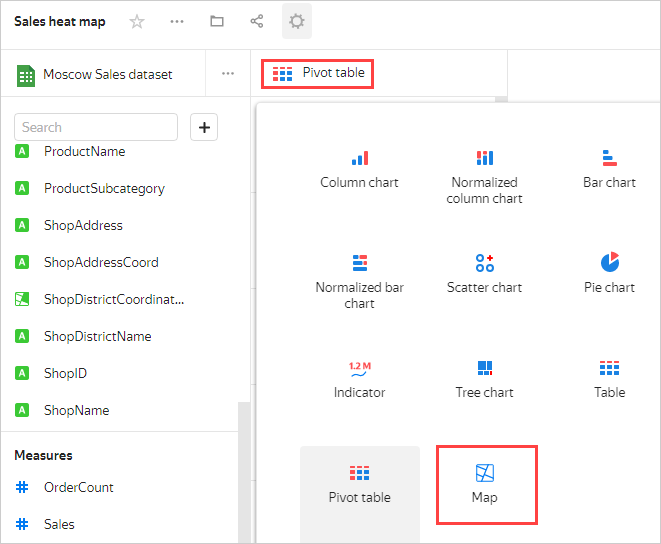 Sales heat map
Moscow Sales dataset
Pivot table
Search
ProductName
A
ProductSubcategory
A
ShopAddress
A
ShopAddressCoord
A
ShopDistrictCoordinat...
ShopDistrictName
A
ShopID
A
ShopName
A
Measures
OrderCount
Sales
Column chart
Normalized
column chart
Bar chart
Normalized bar
chart
Scatter chart
Pie chart
1.2 M
Indicator
Tree chart
Table
Pivot table
Map